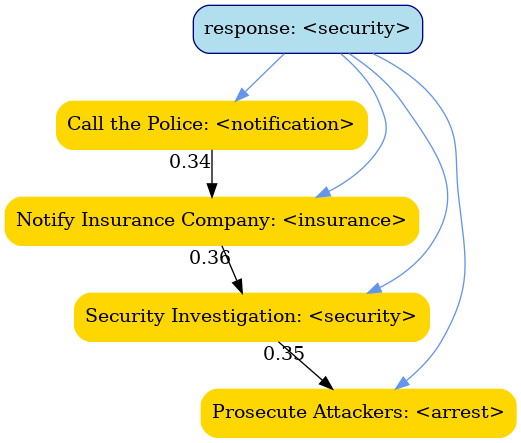 response: <security>
Call the Police: <notification>
0.34
Notify Insurance Company: <insurance>
0.36
Security Investigation: <security>
0.35
Prosecute Attackers: <arrest>